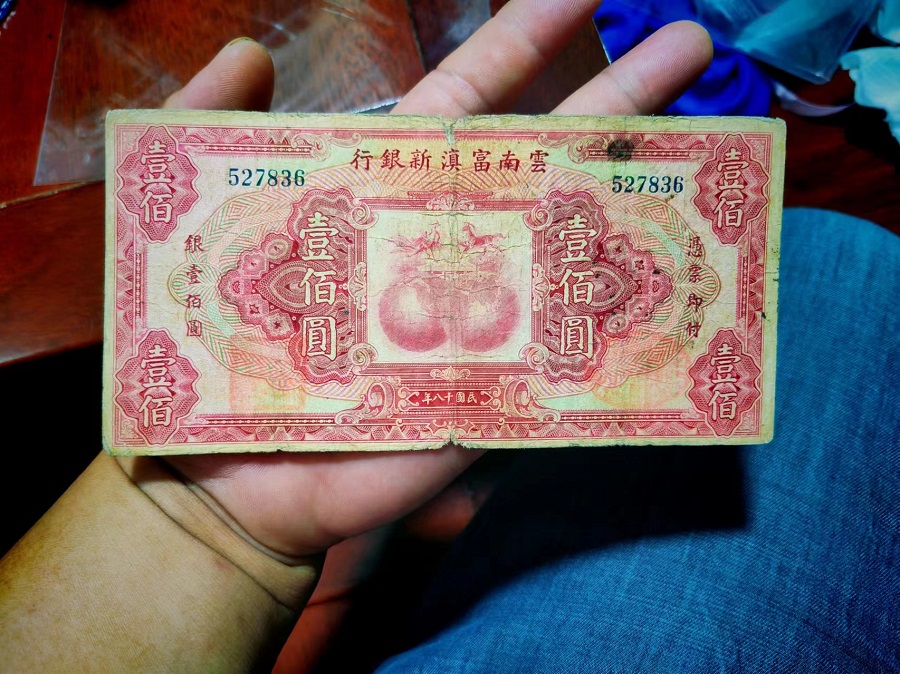 雲南富滇新銀行
壹佰
壹佰
527836
527836
憑票即付
壹佰圓
壹佰圓
銀壹佰圓
壹佰
壹佰
民國十八年